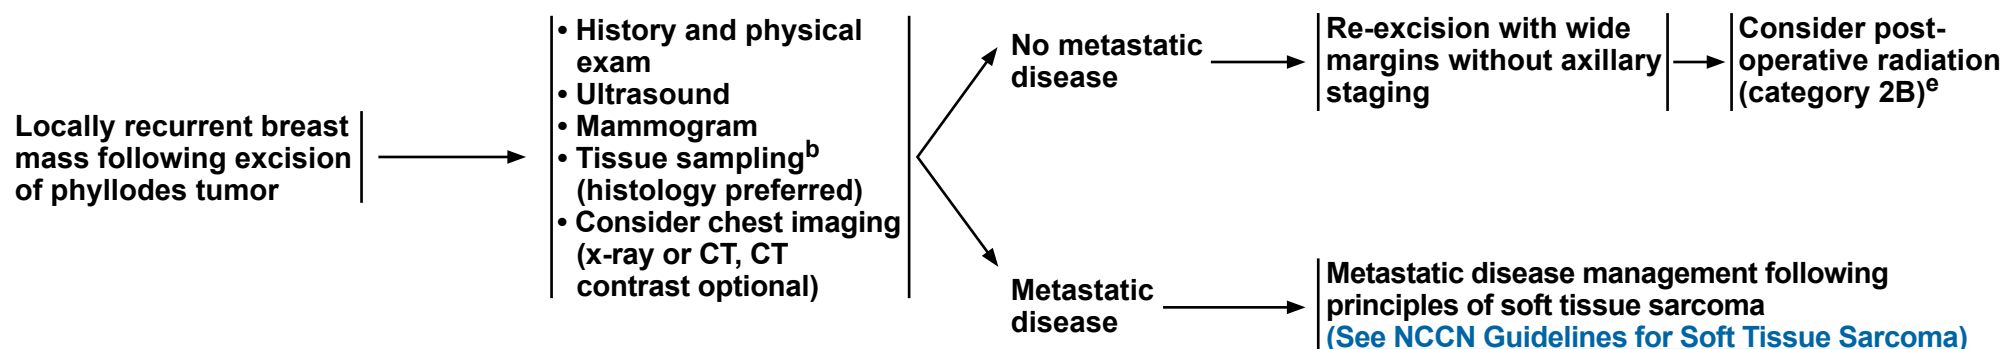 Locally recurrent breast
mass following excision
of phyllodes tumor
• History and physical
exam
• Ultrasound
• Mammogram
• Tissue samplingᵇ
(histology preferred)
• Consider chest imaging
(x-ray or CT, CT
contrast optional)
No metastatic
disease
Re-excision with wide
margins without axillary
staging
Consider post-
operative radiation
(category 2B)ᵉ
Metastatic
disease
Metastatic disease management following
principles of soft tissue sarcoma
(See NCCN Guidelines for Soft Tissue Sarcoma)